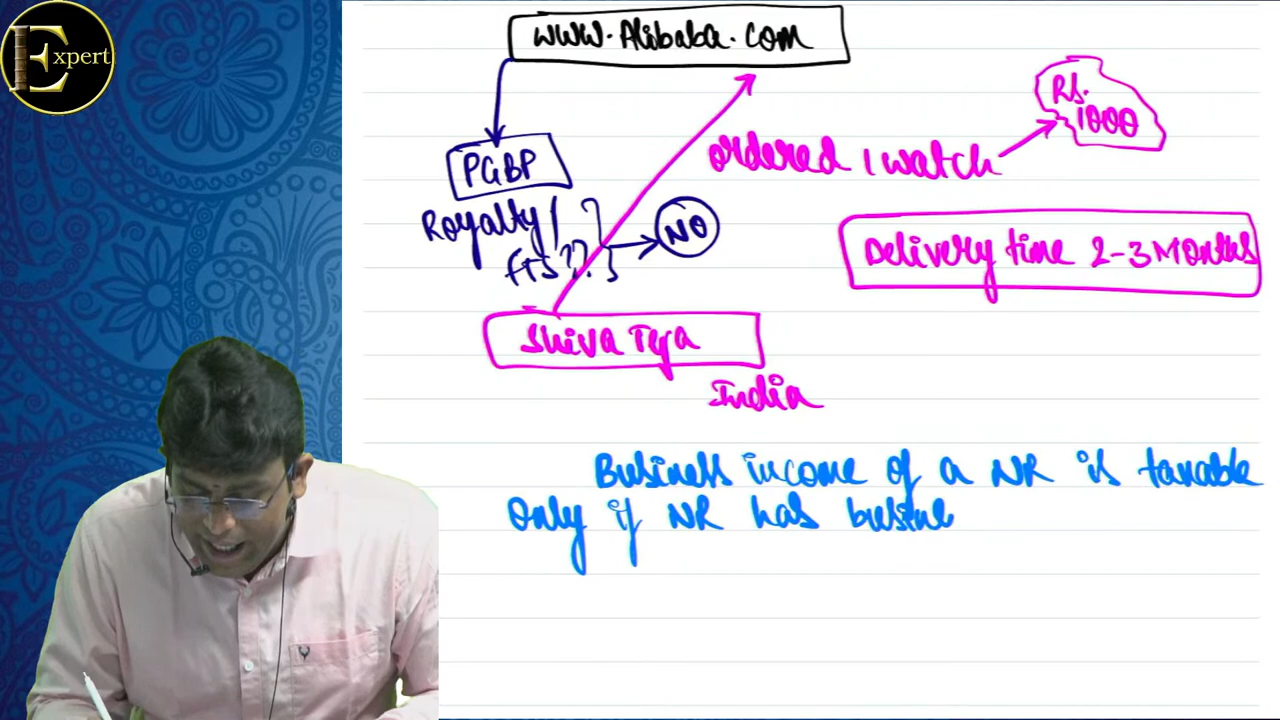 Expert
www.Alibaba.com
Rs.
1000
ordered 1 watch
PGBP
Royalty/
FTS??
NO
Delivery time 2-3 Months
Shiva Teja
India
Business income of a NR is taxable
only if NR has busine